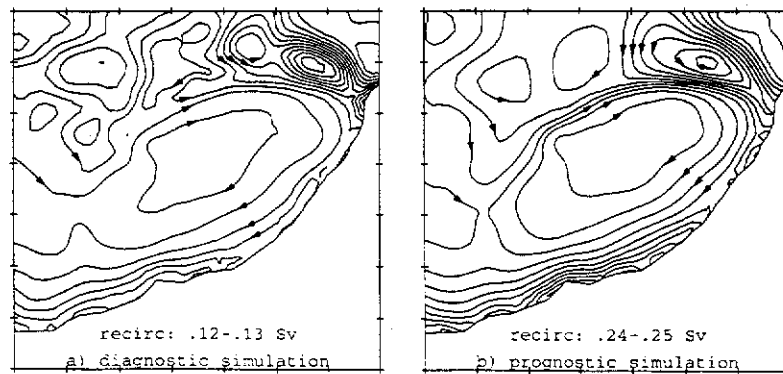 recirc: .12-.13 Sv
a) diagnostic simulation
recirc: .24-.25 Sv
b) prognostic simulation